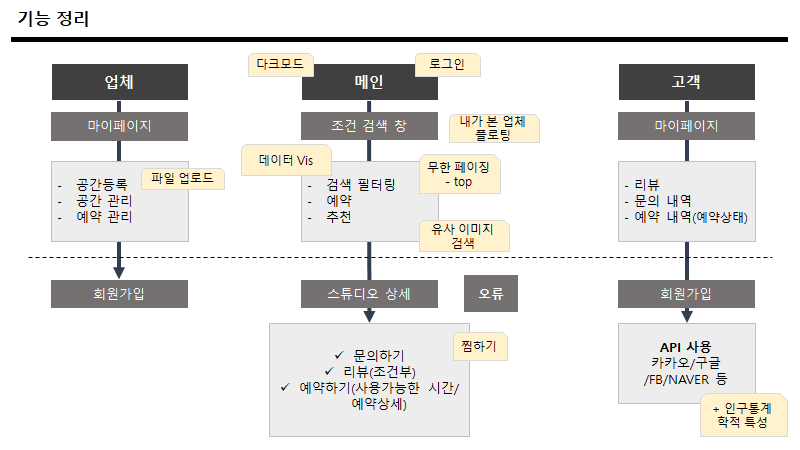 기능 정리
업체
마이페이지
- 공간등록
- 공간 관리
- 예약 관리
파일 업로드
회원가입
다크모드
로그인
메인
조건 검색 창
내가 본 업체
플로팅
데이터 Vis
무한 페이징
- top
- 검색 필터링
- 예약
- 추천
유사 이미지
검색
스튜디오 상세
오류
찜하기
✓ 문의하기
✓ 리뷰(조건부)
✓ 예약하기(사용가능한 시간/
예약상세)
고객
마이페이지
- 리뷰
- 문의 내역
- 예약 내역(예약상태)
회원가입
API 사용
카카오/구글
/FB/NAVER 등
+ 인구통계
학적 특성